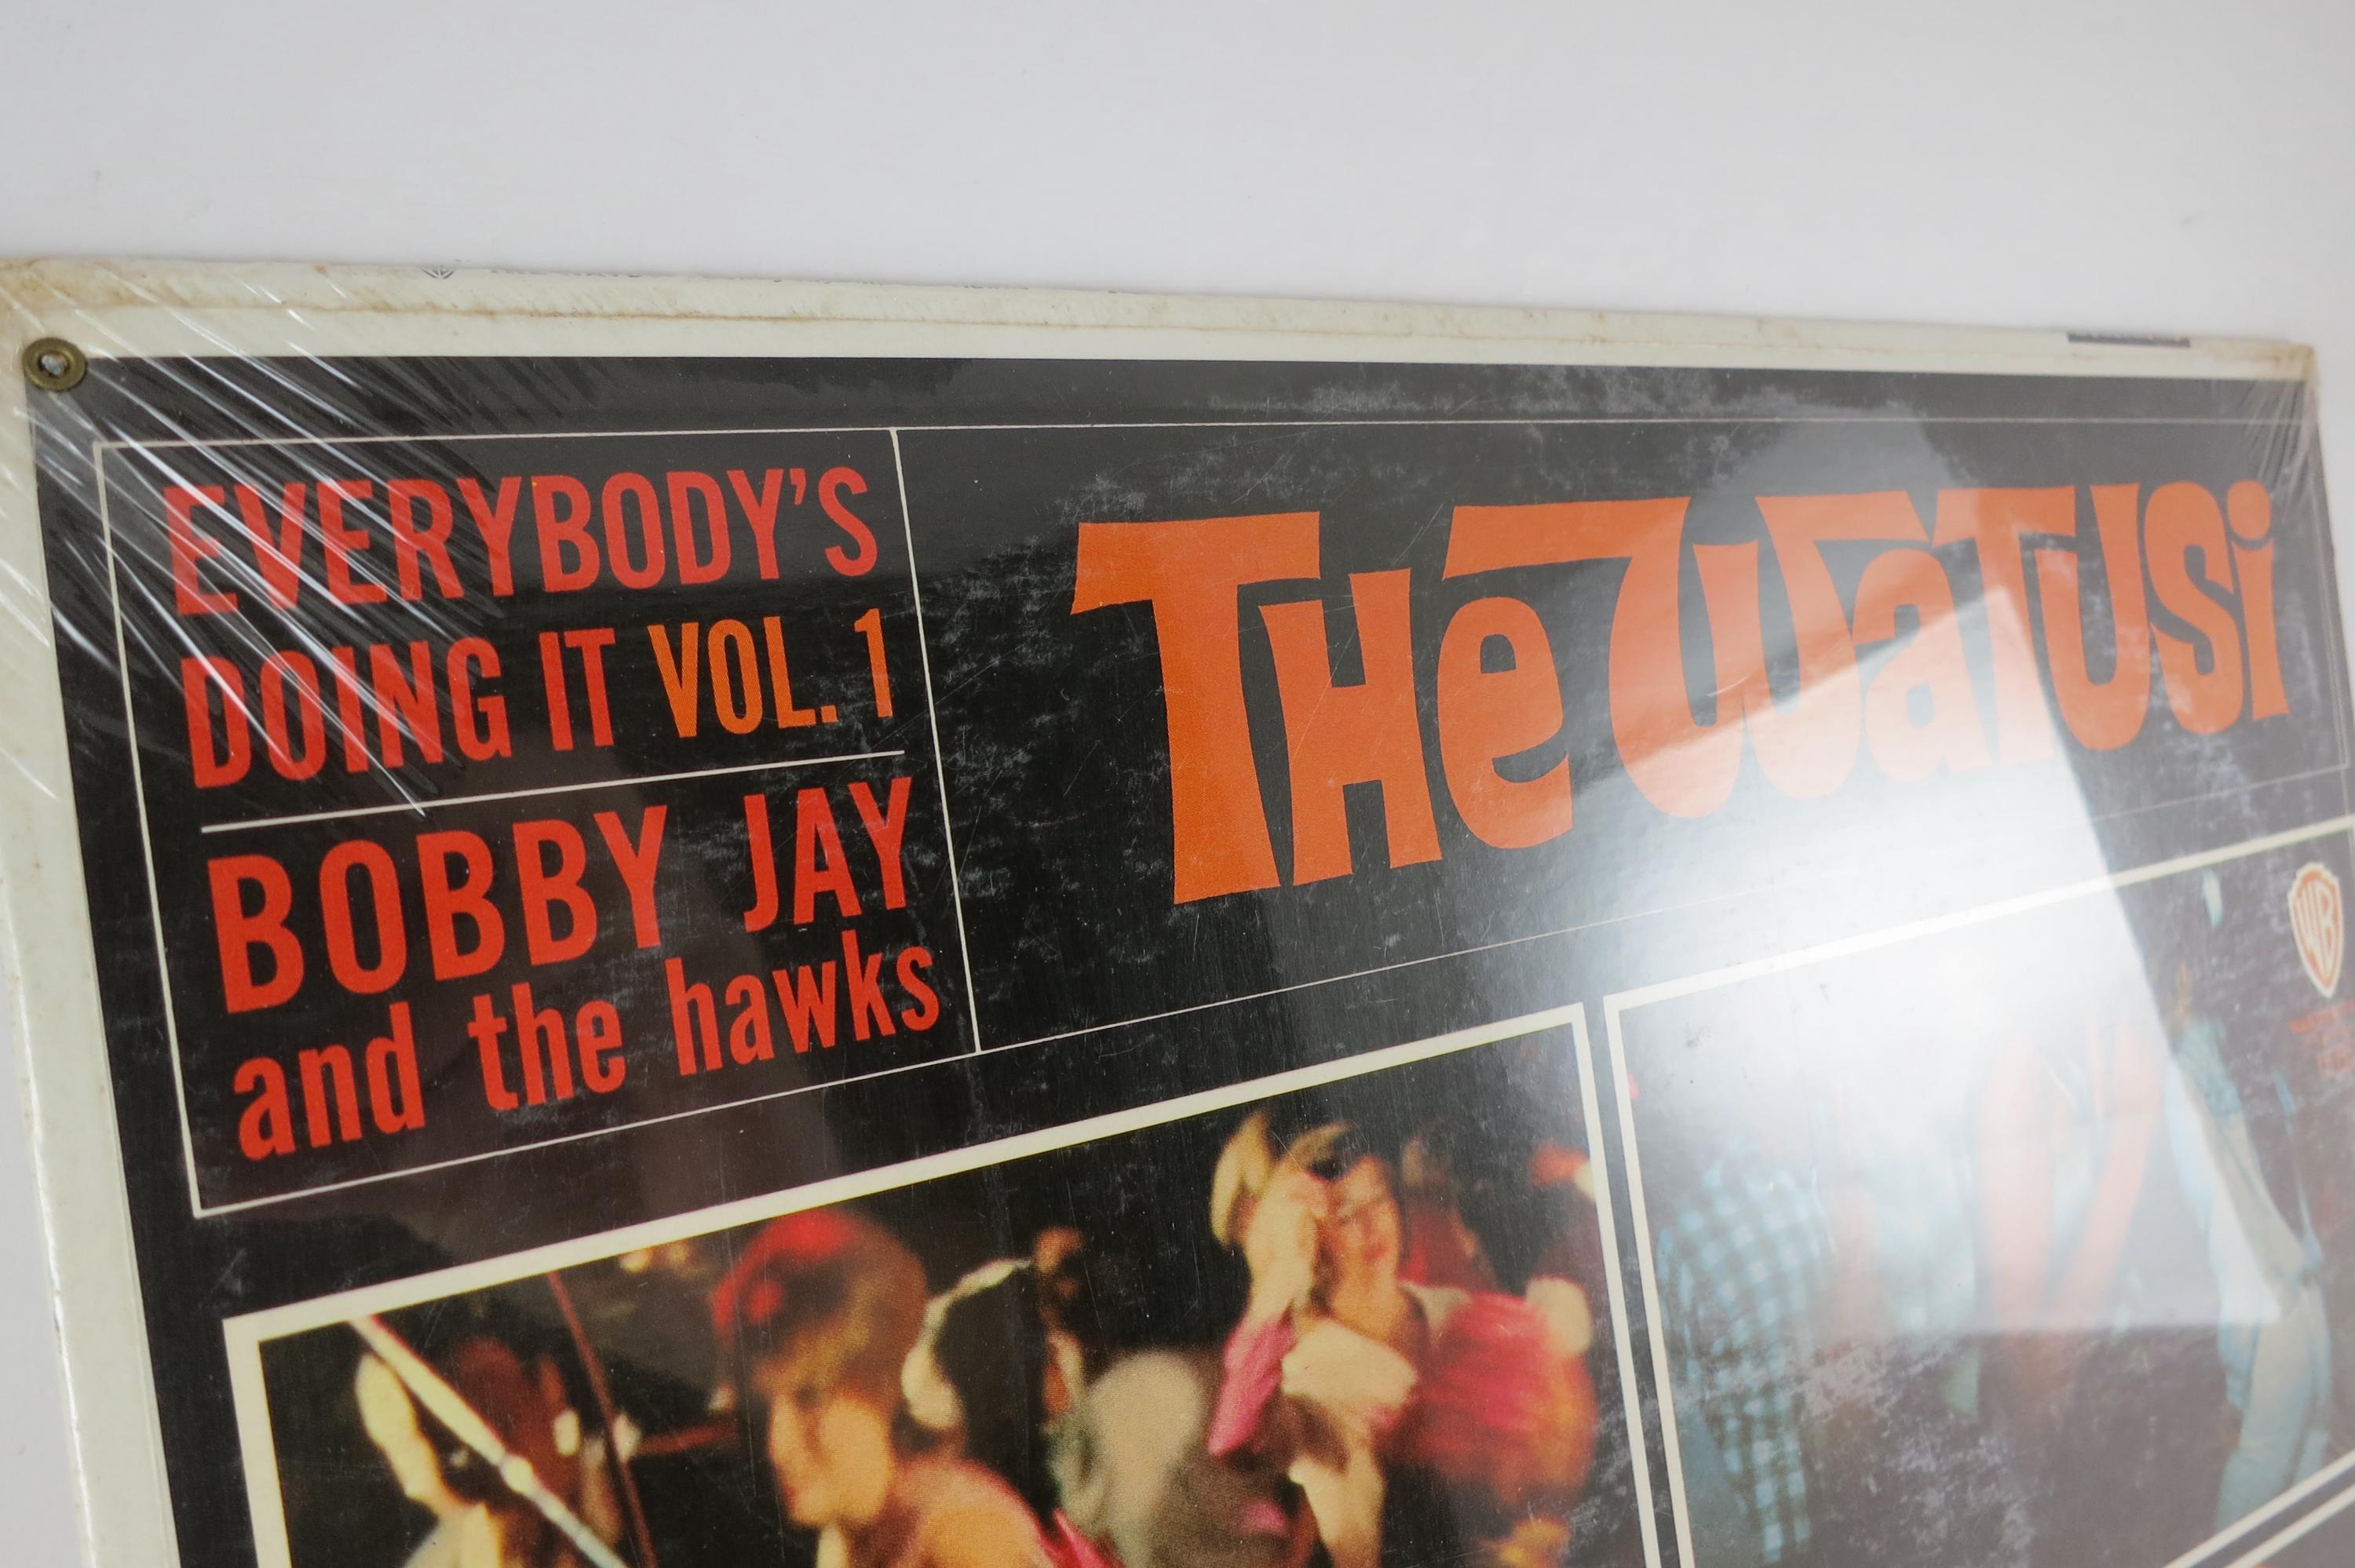 EVERYBODY'S
DOING IT VOL. 1
BOBBY JAY
and the hawks
THe WaTUSi
WB